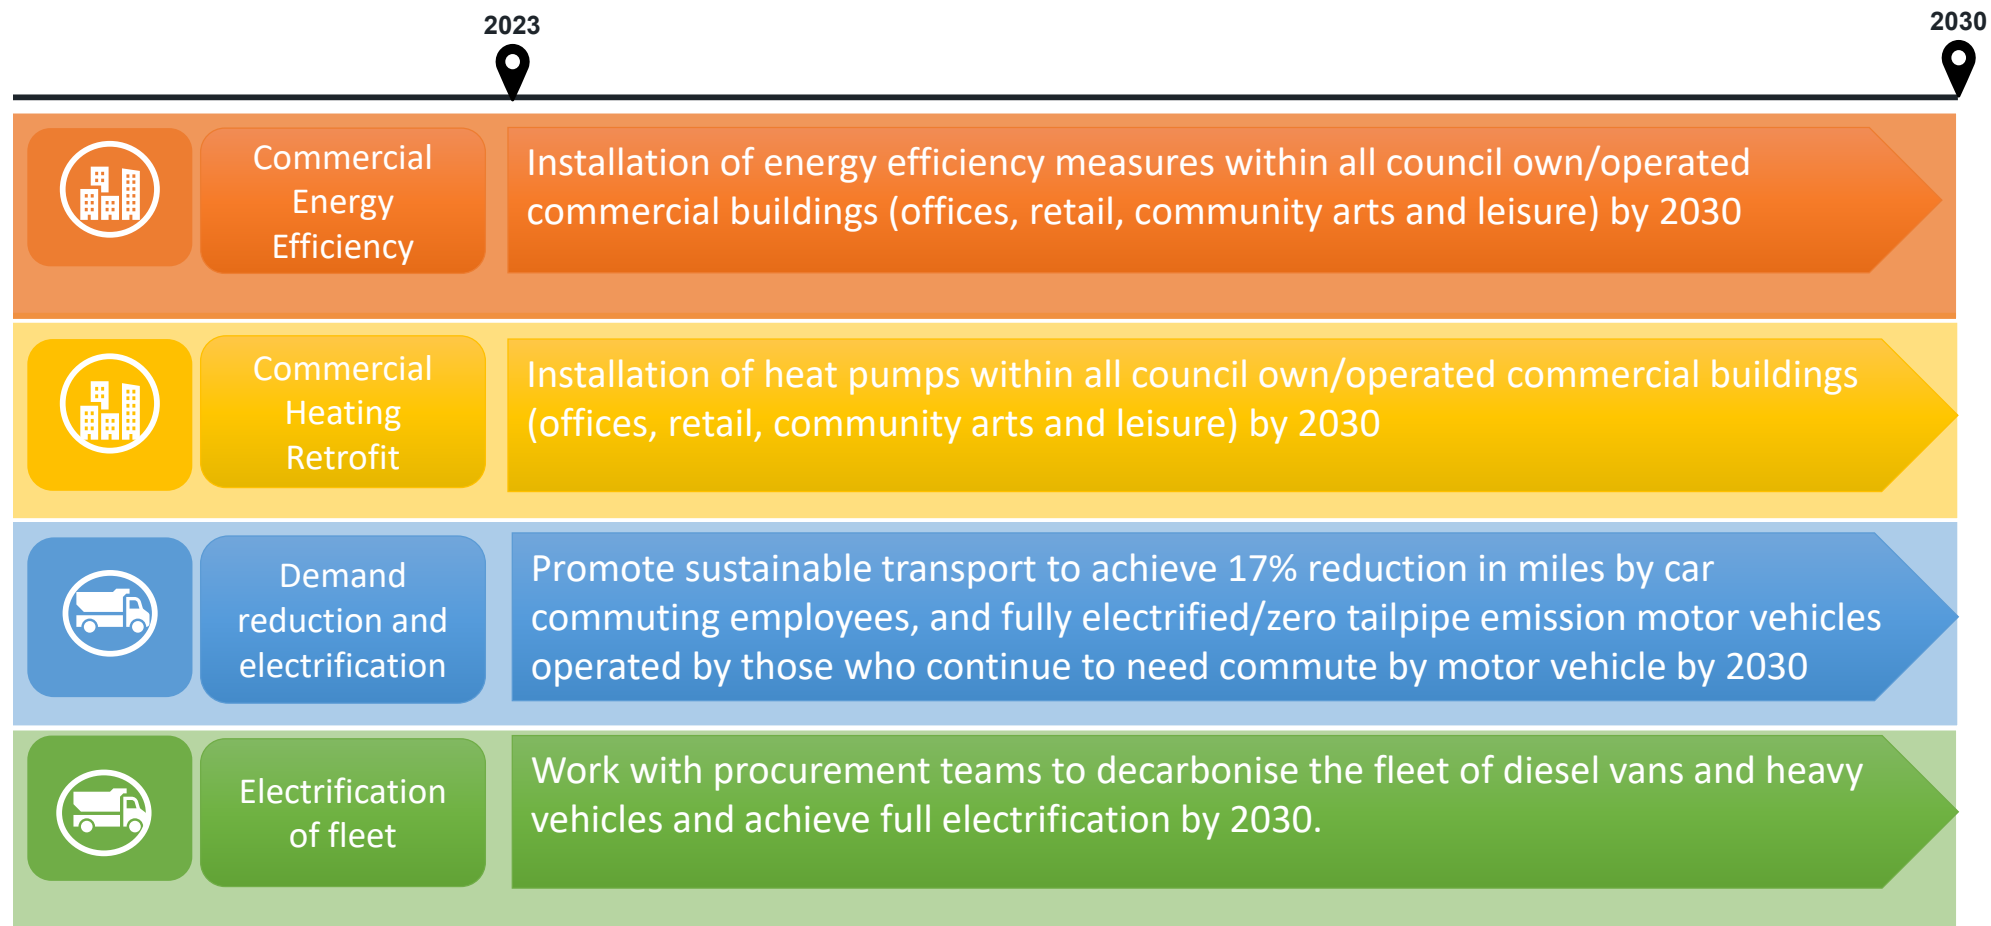 2023
2030
Commercial
Energy
Efficiency
Installation of energy efficiency measures within all council own/operated
commercial buildings (offices, retail, community arts and leisure) by 2030
Commercial
Heating
Retrofit
Installation of heat pumps within all council own/operated commercial buildings
(offices, retail, community arts and leisure) by 2030
Demand
reduction and
electrification
Promote sustainable transport to achieve 17% reduction in miles by car
commuting employees, and fully electrified/zero tailpipe emission motor vehicles
operated by those who continue to need commute by motor vehicle by 2030
Electrification
of fleet
Work with procurement teams to decarbonise the fleet of diesel vans and heavy
vehicles and achieve full electrification by 2030.